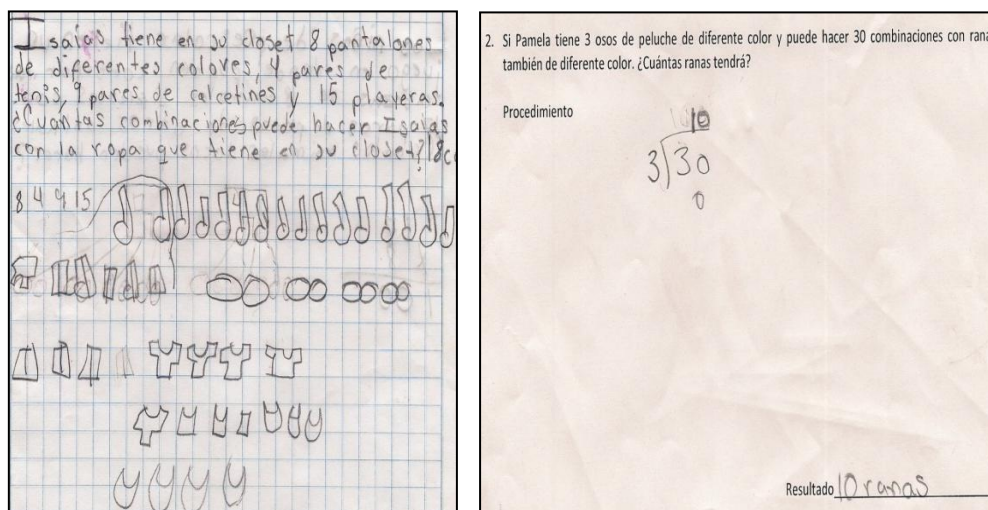 Isaias tiene en su closet 8 pantalones
de diferentes colores, 4 pares de
tenis, 9 pares de calcetines y 15 playeras.
¿Cuantas combinaciones puede hacer Isaias
con la ropa que tiene en su closet?
8 4 9 15
2. Si Pamela tiene 3 osos de peluche de diferente color y puede hacer 30 combinaciones con
también de diferente color. ¿Cuántas ranas tendrá?
Procedimiento
10
3 30
0
Resultado 10 ranas